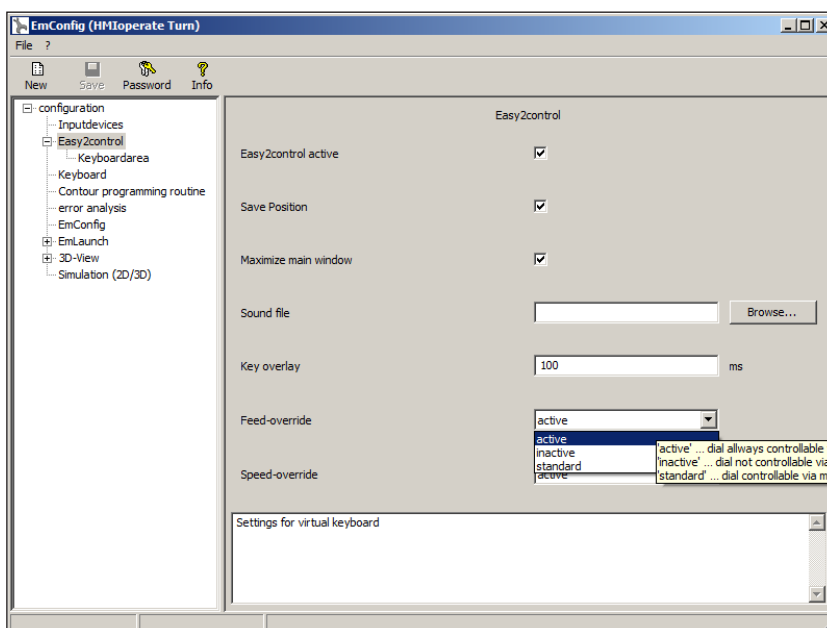 EmConfig (HMIoperate Turn)
File ?
New Save Password Info
configuration
Inputdevices
Easy2control
Keyboardarea
Keyboard
Contour programming routine
error analysis
EmConfig
EmLaunch
3D-View
Simulation (2D/3D)
Easy2control
Easy2control active
Save Position
Maximize main window
Sound file Browse...
Key overlay 100 ms
Feed-override active
active
inactive
standard
'active' ... dial allways controllable
'inactive' ... dial not controllable via
'standard' ... dial controllable via m
Speed-override active
Settings for virtual keyboard